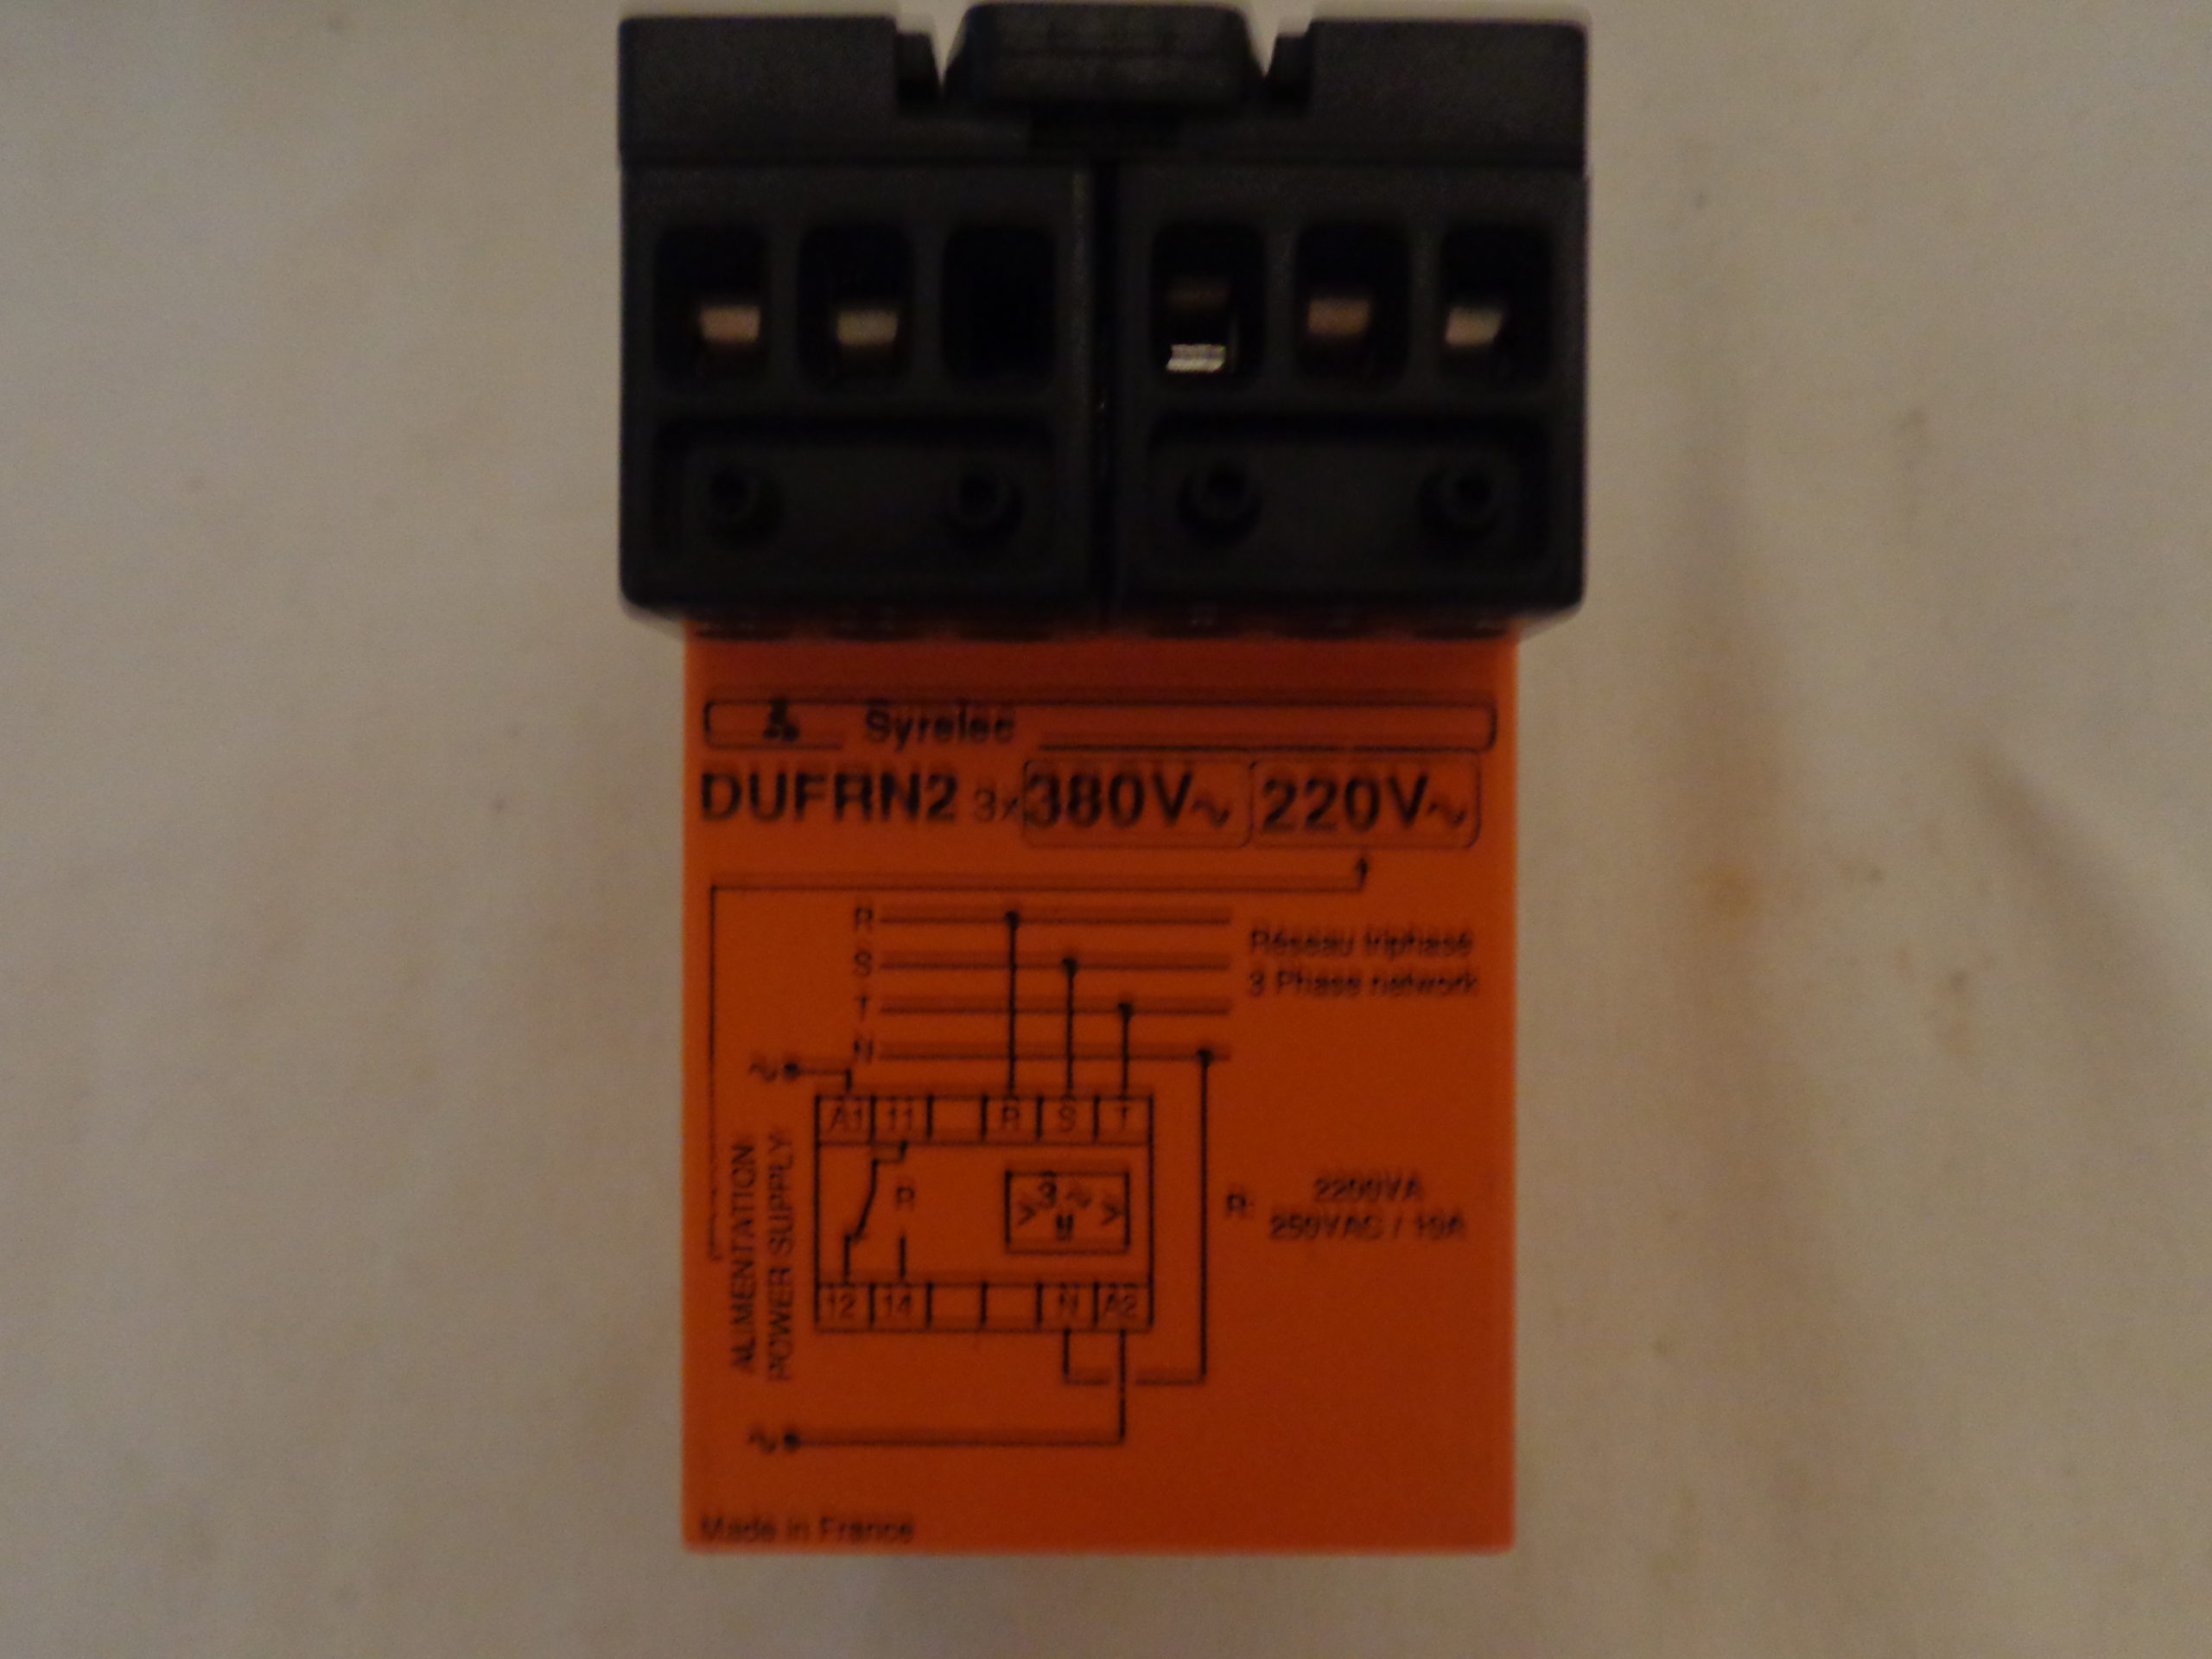 Syrelec
DUFRN2 3x 380V~ 220V~
R
S
T
N
Réseau triphasé
3 Phase network
~
A1 11 R S T
ALIMENTATION
POWER SUPPLY
R
> 3~ >
U
R: 2200VA
250VAC / 10A
12 14 N A2
~
Made in France